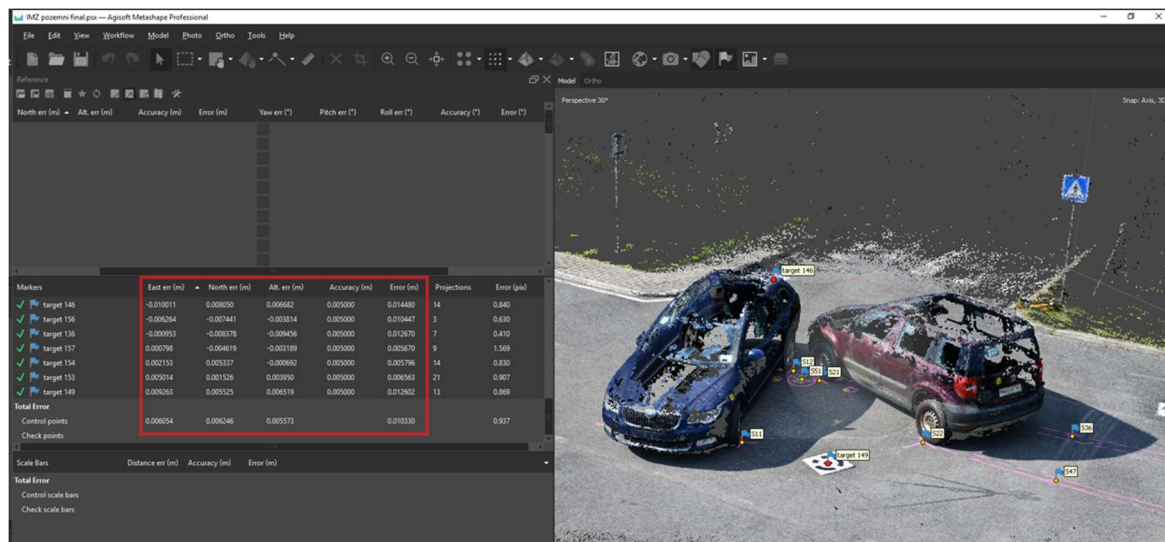 IMZ pozemni final.psx — Agisoft Metashape Professional
File Edit View Workflow Model Photo Ortho Tools Help
Reference
North err (m) Alt. err (m) Accuracy (m) Error (m) Yaw err (°) Pitch err (°) Roll err (°) Accuracy (°) Error (°)
Markers East err (m) North err (m) Alt. err (m) Accuracy (m) Error (m) Projections Error (pix)
target 146 -0.010011 0.008050 0.006682 0.005000 0.014480 14 0.840
target 156 -0.006264 -0.007441 -0.003814 0.005000 0.010447 3 0.630
target 136 -0.000953 -0.008378 -0.009456 0.005000 0.012670 7 0.410
target 157 0.000798 -0.004619 -0.003189 0.005000 0.005670 9 1.569
target 154 0.002153 0.005337 -0.000692 0.005000 0.005796 14 0.830
target 153 0.005014 0.001526 0.003950 0.005000 0.006563 21 0.907
target 149 0.009263 0.005525 0.006519 0.005000 0.012602 13 0.869
Total Error
Control points 0.006054 0.006246 0.005573 0.010330 0.937
Check points
Scale Bars Distance err (m) Accuracy (m) Error (m)
Total Error
Control scale bars
Check scale bars
Model Ortho
Perspective 30°
Snap: Axis, 3D
target 146
S12
S51
S21
S11
S22
S36
target 149
S47